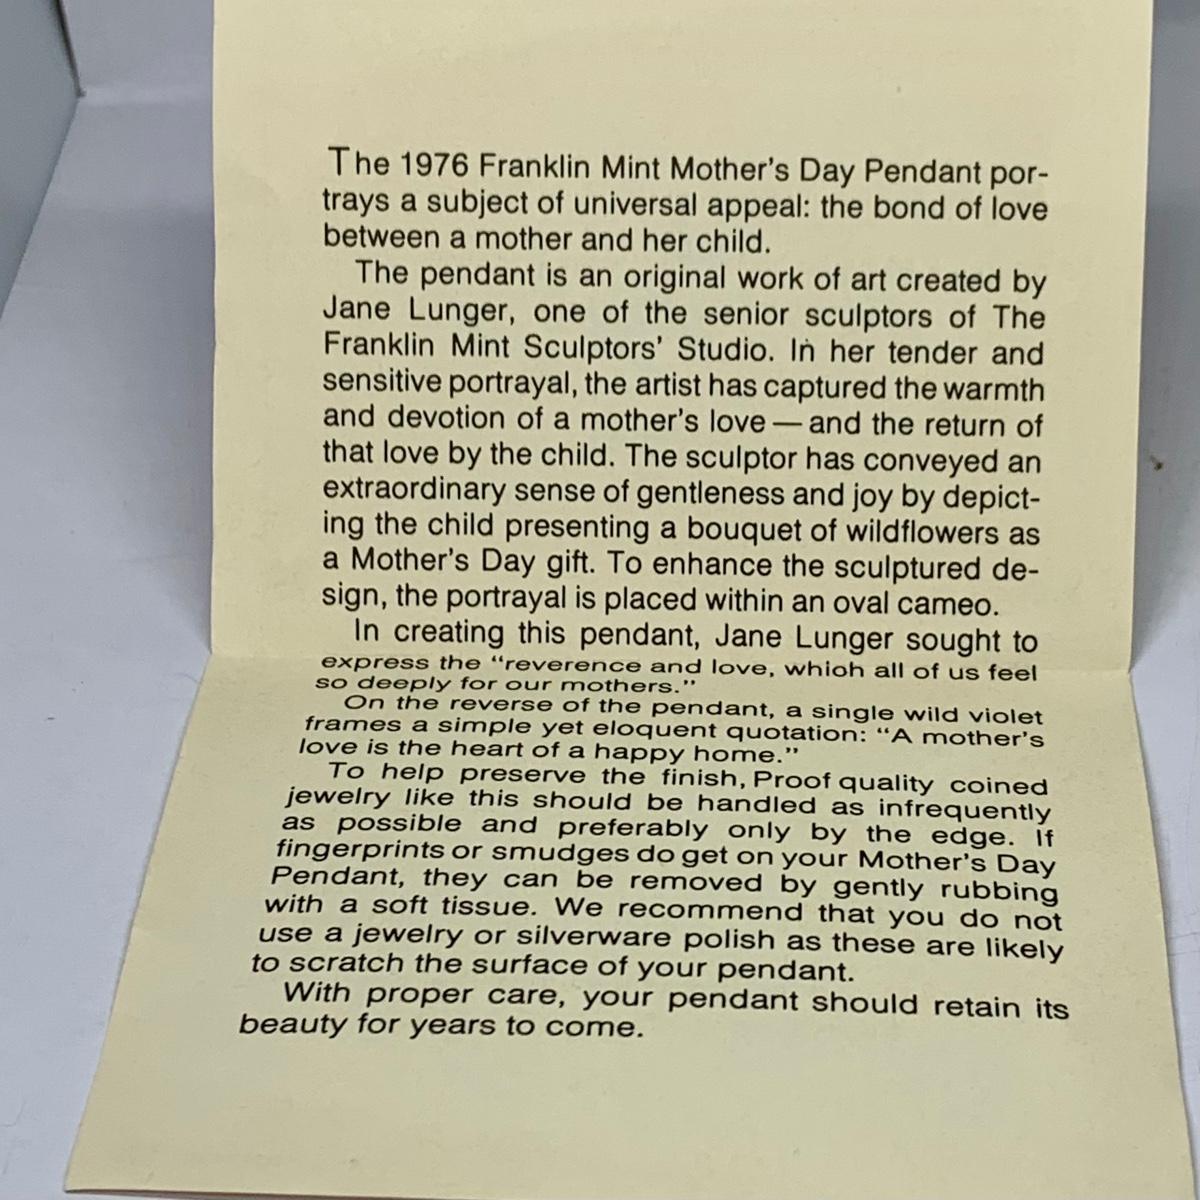 The 1976 Franklin Mint Mother's Day Pendant por-
trays a subject of universal appeal: the bond of love
between a mother and her child.
The pendant is an original work of art created by
Jane Lunger, one of the senior sculptors of The
Franklin Mint Sculptors' Studio. In her tender and
sensitive portrayal, the artist has captured the warmth
and devotion of a mother's love — and the return of
that love by the child. The sculptor has conveyed an
extraordinary sense of gentleness and joy by depict-
ing the child presenting a bouquet of wildflowers as
a Mother's Day gift. To enhance the sculptured de-
sign, the portrayal is placed within an oval cameo.
In creating this pendant, Jane Lunger sought to
express the "reverence and love, which all of us feel
so deeply for our mothers."
On the reverse of the pendant, a single wild violet
frames a simple yet eloquent quotation: "A mother's
love is the heart of a happy home."
To help preserve the finish, Proof quality coined
jewelry like this should be handled as infrequently
as possible and preferably only by the edge. If
fingerprints or smudges do get on your Mother's Day
Pendant, they can be removed by gently rubbing
with a soft tissue. We recommend that you do not
use a jewelry or silverware polish as these are likely
to scratch the surface of your pendant.
With proper care, your pendant should retain its
beauty for years to come.